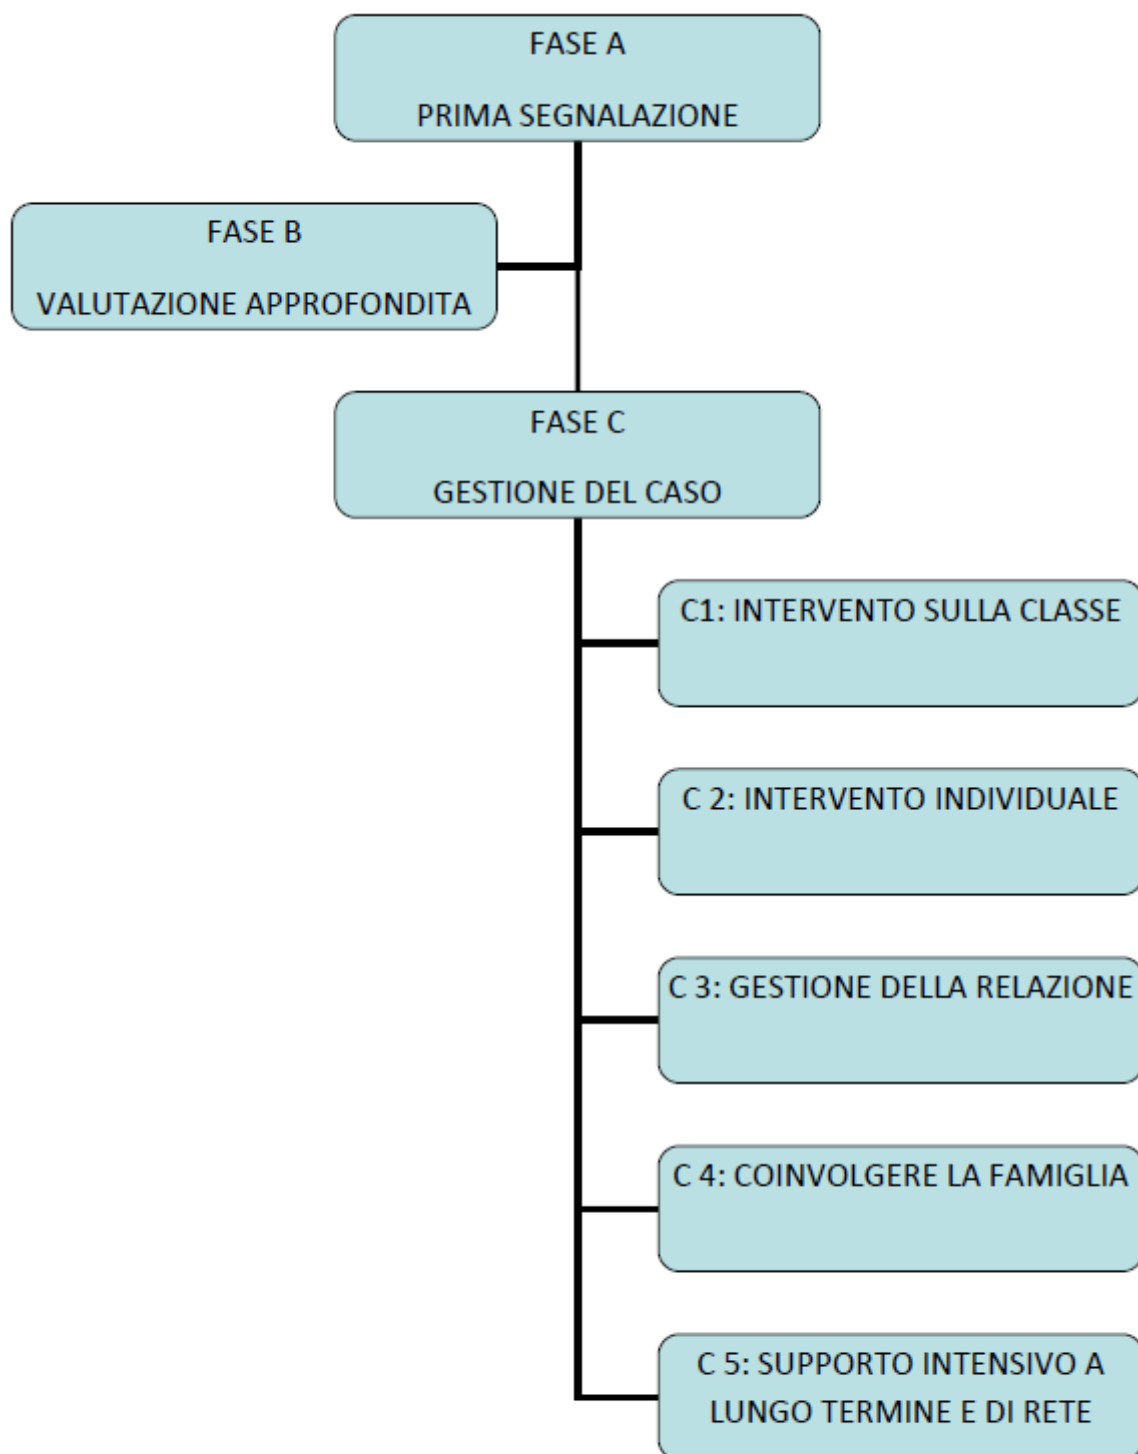 FASE A
PRIMA SEGNALAZIONE
FASE B
VALUTAZIONE APPROFONDITA
FASE C
GESTIONE DEL CASO
C1: INTERVENTO SULLA CLASSE
C 2: INTERVENTO INDIVIDUALE
C 3: GESTIONE DELLA RELAZIONE
C 4: COINVOLGERE LA FAMIGLIA
C 5: SUPPORTO INTENSIVO A
LUNGO TERMINE E DI RETE